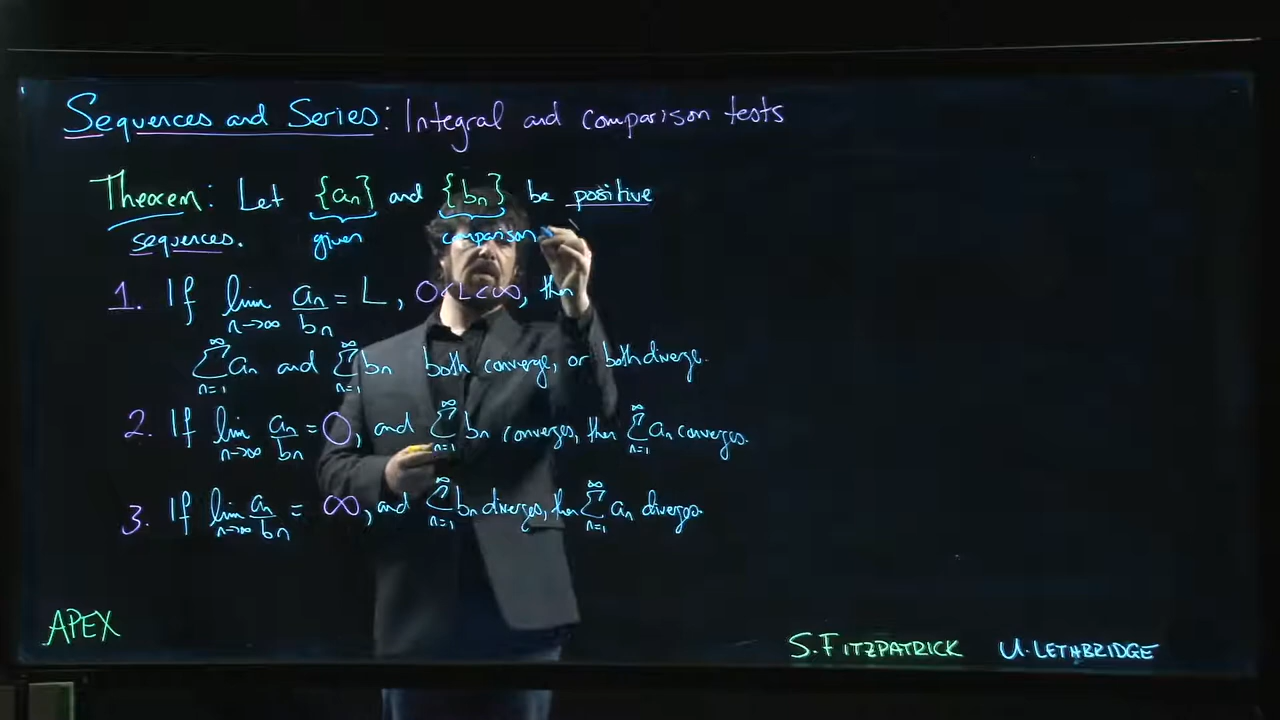 Sequences and Series: Integral and comparison tests
Theorem: Let {aₙ} and {bₙ} be positive
sequences. given comparison
1. If lim n→∞ aₙ/bₙ = L, 0<L<∞, then
∑ n=1 ∞ aₙ and ∑ n=1 ∞ bₙ both converge, or both diverge.
2. If lim n→∞ aₙ/bₙ = 0, and ∑ n=1 ∞ bₙ converges, then ∑ n=1 ∞ aₙ converges.
3. If lim n→∞ aₙ/bₙ = ∞, and ∑ n=1 ∞ bₙ diverges, then ∑ n=1 ∞ aₙ diverges.
APEX
S. FITZPATRICK U. LETHBRIDGE